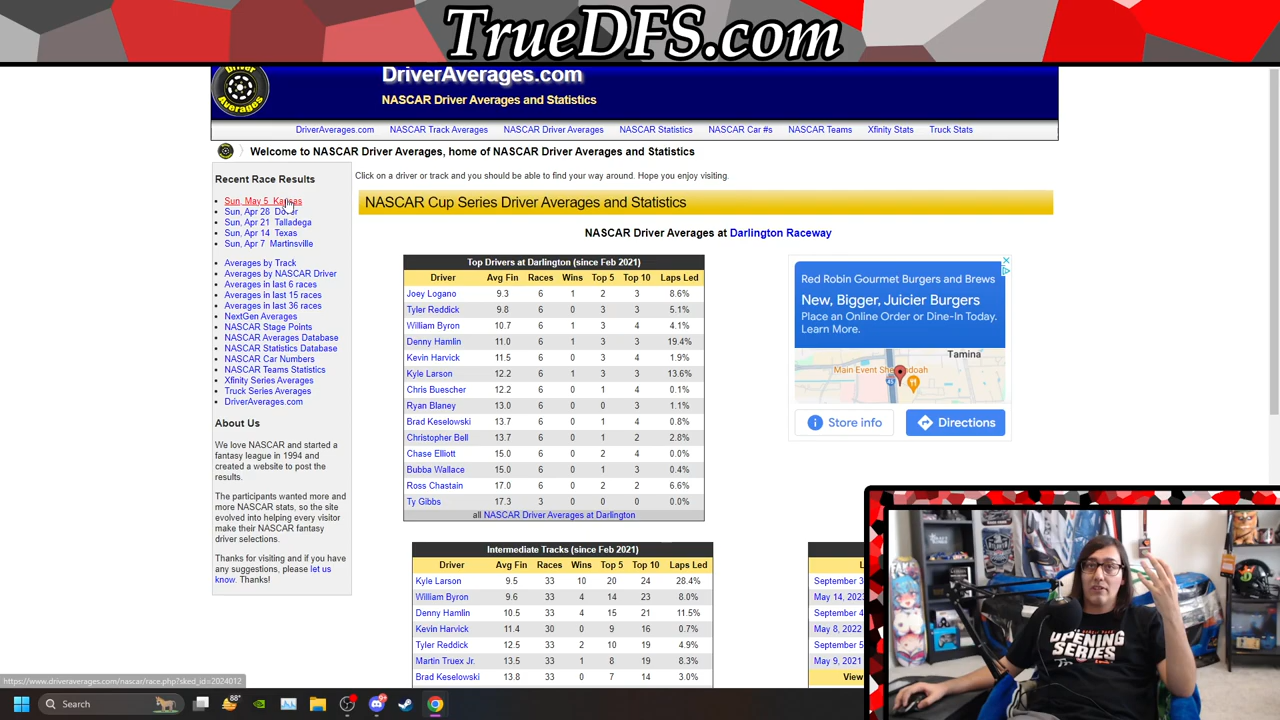 TrueDFS.com
DriverAverages.com
NASCAR Driver Averages and Statistics
Driver
Averages
DriverAverages.com NASCAR Track Averages NASCAR Driver Averages NASCAR Statistics NASCAR Car #s NASCAR Teams Xfinity Stats Truck Stats
Welcome to NASCAR Driver Averages, home of NASCAR Driver Averages and Statistics
Recent Race Results
Sun, May 5 Kansas
Sun, Apr 28 Dover
Sun, Apr 21 Talladega
Sun, Apr 14 Texas
Sun, Apr 7 Martinsville
Averages by Track
Averages by NASCAR Driver
Averages in last 6 races
Averages in last 15 races
Averages in last 36 races
NextGen Averages
NASCAR Stage Points
NASCAR Averages Database
NASCAR Statistics Database
NASCAR Car Numbers
NASCAR Teams Statistics
Xfinity Series Averages
Truck Series Averages
DriverAverages.com
About Us
We love NASCAR and started a
fantasy league in 1994 and
created a website to post the
results.
The participants wanted more and
more NASCAR stats, so the site
evolved into helping every visitor
make their NASCAR fantasy
driver selections.
Thanks for visiting and if you have
any suggestions, please let us
know. Thanks!
Click on a driver or track and you should be able to find your way around. Hope you enjoy visiting.
NASCAR Cup Series Driver Averages and Statistics
NASCAR Driver Averages at Darlington Raceway
Top Drivers at Darlington (since Feb 2021)
Driver Avg Fin Races Wins Top 5 Top 10 Laps Led
Joey Logano 9.3 6 1 2 3 8.6%
Tyler Reddick 9.8 6 0 3 3 5.1%
William Byron 10.7 6 1 3 4 4.1%
Denny Hamlin 11.0 6 1 3 3 19.4%
Kevin Harvick 11.5 6 0 3 4 1.9%
Kyle Larson 12.2 6 1 3 3 13.6%
Chris Buescher 12.2 6 0 1 4 0.1%
Ryan Blaney 13.0 6 0 0 3 1.1%
Brad Keselowski 13.7 6 0 1 4 0.8%
Christopher Bell 13.7 6 0 1 2 2.8%
Chase Elliott 15.0 6 0 2 4 0.0%
Bubba Wallace 15.0 6 0 1 3 0.4%
Ross Chastain 17.0 6 0 2 2 6.6%
Ty Gibbs 17.3 3 0 0 0 0.0%
all NASCAR Driver Averages at Darlington
Red Robin Gourmet Burgers and Brews
New, Bigger, Juicier Burgers
Place an Online Order or Dine-In Today.
Learn More.
Tamina
Store info
Directions
Intermediate Tracks (since Feb 2021)
Driver Avg Fin Races Wins Top 5 Top 10 Laps Led
Kyle Larson 9.5 33 10 20 24 28.4%
William Byron 9.6 33 4 14 23 8.0%
Denny Hamlin 10.5 33 4 15 21 11.5%
Kevin Harvick 11.4 30 0 9 16 0.7%
Tyler Reddick 12.5 33 2 10 19 4.9%
Martin Truex Jr. 13.5 33 1 8 19 8.3%
Brad Keselowski 13.8 33 0 7 14 3.0%
L
September 3
May 14, 2023
September 4
May 8, 2022
September 5
May 9, 2021
View
OPENING
SERIES
https://www.driveraverages.com/nascar/race.php?sked_id=2024012
Search
88°